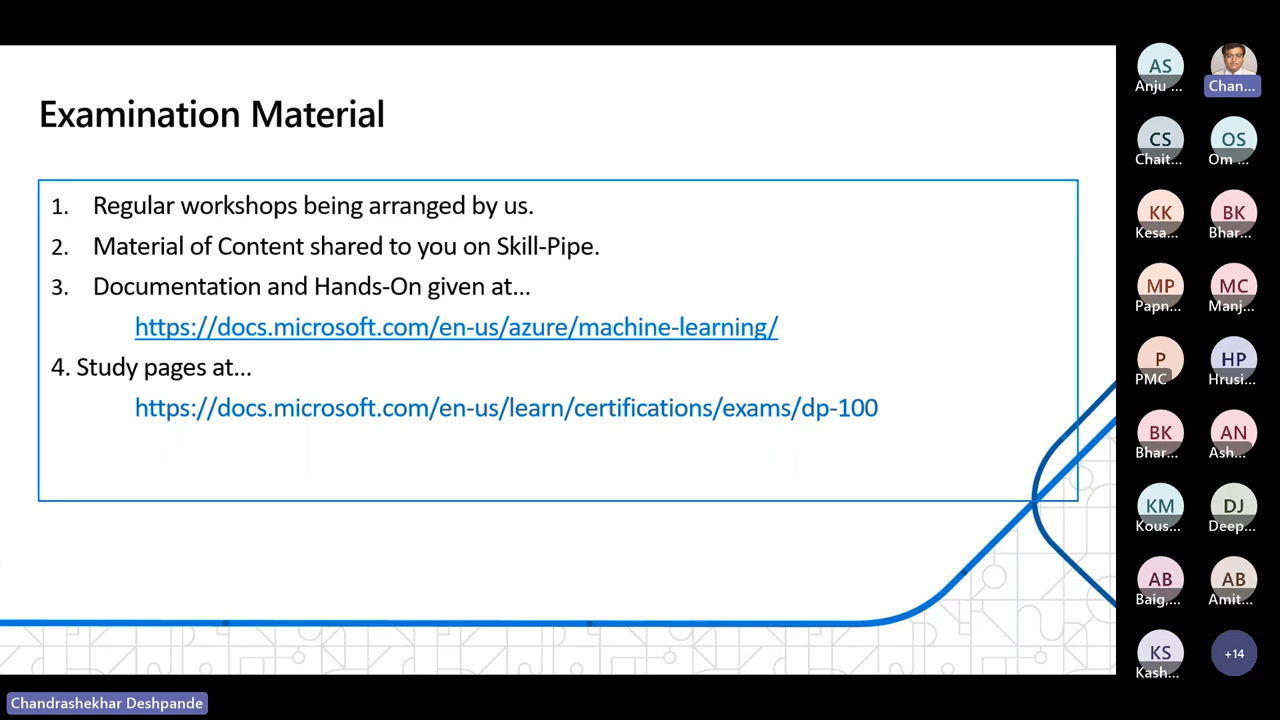 Examination Material
1. Regular workshops being arranged by us.
2. Material of Content shared to you on Skill-Pipe.
3. Documentation and Hands-On given at...
https://docs.microsoft.com/en-us/azure/machine-learning/
4. Study pages at...
https://docs.microsoft.com/en-us/learn/certifications/exams/dp-100
AS
Anju ...
Chan...
CS
Chait...
OS
Om ...
KK
Kesa...
BK
Bhar...
MP
Papn...
MC
Manj...
P
PMC
HP
Hrusi...
BK
Bhar...
AN
Ash...
KM
Kous...
DJ
Deep...
AB
Baig,...
AB
Amit...
KS
Kash...
+14
Chandrashekhar Deshpande